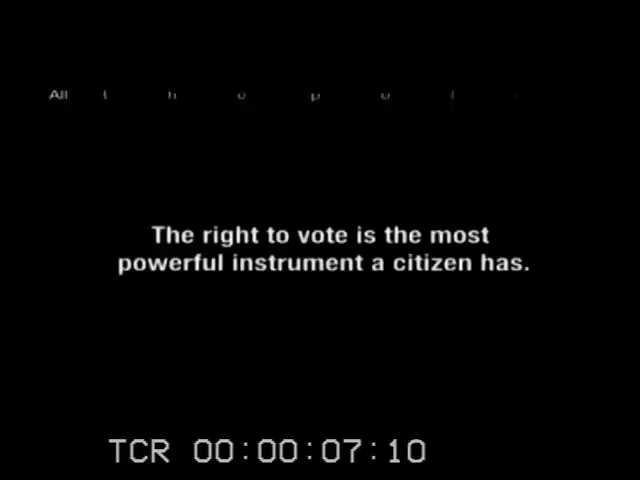 All t h o p o l
The right to vote is the most
powerful instrument a citizen has.
TCR 00:00:07:10